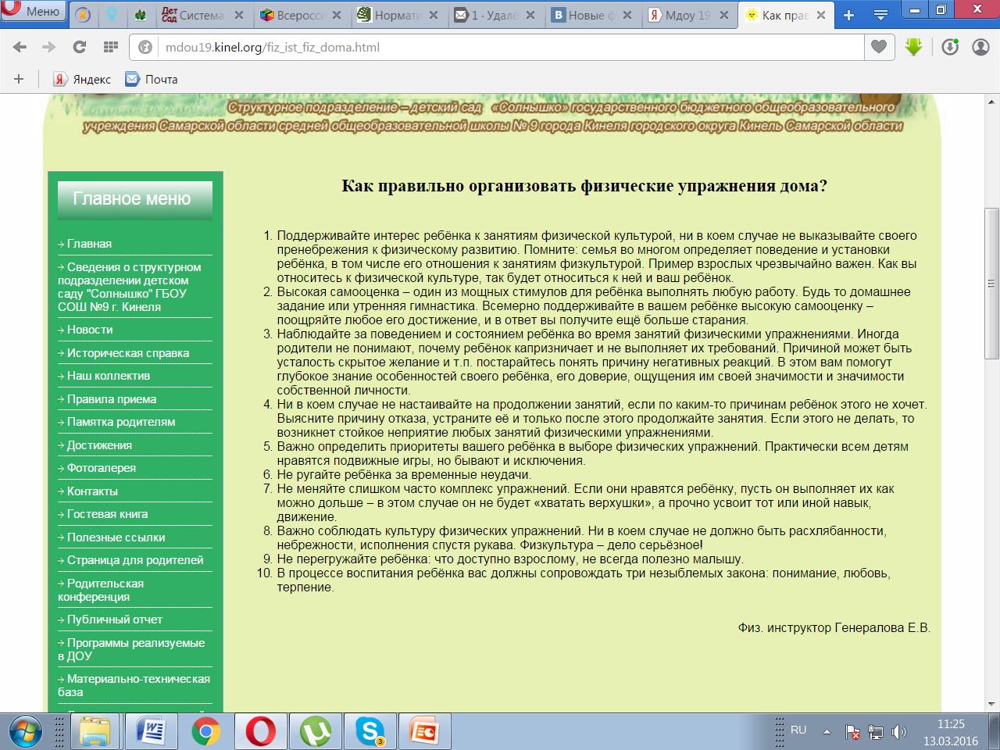 Меню
Дет Сад Система
Всеросси
Нормати
1 · Удалё
Новые ф
Мдоу 19
Как прав
mdou19.kinel.org/fiz_ist_fiz_doma.html
Яндекс
Почта
Структурное подразделение – детский сад «Солнышко» государственного бюджетного общеобразовательного
учреждения Самарской области средней общеобразовательной школы № 9 города Кинеля городского округа Кинель Самарской области
Главное меню
Главная
Сведения о структурном
подразделении детском
саду "Солнышко" ГБОУ
СОШ №9 г. Кинеля
Новости
Историческая справка
Наш коллектив
Правила приема
Памятка родителям
Достижения
Фотогалерея
Контакты
Гостевая книга
Полезные ссылки
Страница для родителей
Родительская
конференция
Публичный отчет
Программы реализуемые
в ДОУ
Материально-техническая
база
Как правильно организовать физические упражнения дома?
1. Поддерживайте интерес ребёнка к занятиям физической культурой, ни в коем случае не выказывайте своего
пренебрежения к физическому развитию. Помните: семья во многом определяет поведение и установки
ребёнка, в том числе его отношения к занятиям физкультурой. Пример взрослых чрезвычайно важен. Как вы
относитесь к физической культуре, так будет относиться к ней и ваш ребёнок.
2. Высокая самооценка – один из мощных стимулов для ребёнка выполнять любую работу. Будь то домашнее
задание или утренняя гимнастика. Всемерно поддерживайте в вашем ребёнке высокую самооценку –
поощряйте любое его достижение, и в ответ вы получите ещё больше старания.
3. Наблюдайте за поведением и состоянием ребёнка во время занятий физическими упражнениями. Иногда
родители не понимают, почему ребёнок капризничает и не выполняет их требований. Причиной может быть
усталость скрытое желание и т.п. постарайтесь понять причину негативных реакций. В этом вам помогут
глубокое знание особенностей своего ребёнка, его доверие, ощущения им своей значимости и значимости
собственной личности.
4. Ни в коем случае не настаивайте на продолжении занятий, если по каким-то причинам ребёнок этого не хочет.
Выясните причину отказа, устраните её и только после этого продолжайте занятия. Если этого не делать, то
возникнет стойкое неприятие любых занятий физическими упражнениями.
5. Важно определить приоритеты вашего ребёнка в выборе физических упражнений. Практически всем детям
нравятся подвижные игры, но бывают и исключения.
6. Не ругайте ребёнка за временные неудачи.
7. Не меняйте слишком часто комплекс упражнений. Если они нравятся ребёнку, пусть он выполняет их как
можно дольше – в этом случае он не будет «хватать верхушки», а прочно усвоит тот или иной навык,
движение.
8. Важно соблюдать культуру физических упражнений. Ни в коем случае не должно быть расхлябанности,
небрежности, исполнения спустя рукава. Физкультура – дело серьёзное!
9. Не перегружайте ребёнка: что доступно взрослому, не всегда полезно малышу.
10. В процессе воспитания ребёнка вас должны сопровождать три незыблемых закона: понимание, любовь,
терпение.
Физ. инструктор Генералова Е.В.
3
RU
11:25
13.03.2016